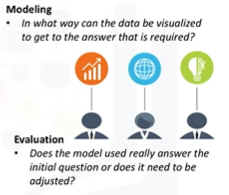 Modeling
• In what way can the data be visualized
to get to the answer that is required?
Evaluation
• Does the model used really answer the
initial question or does it need to be
adjusted?